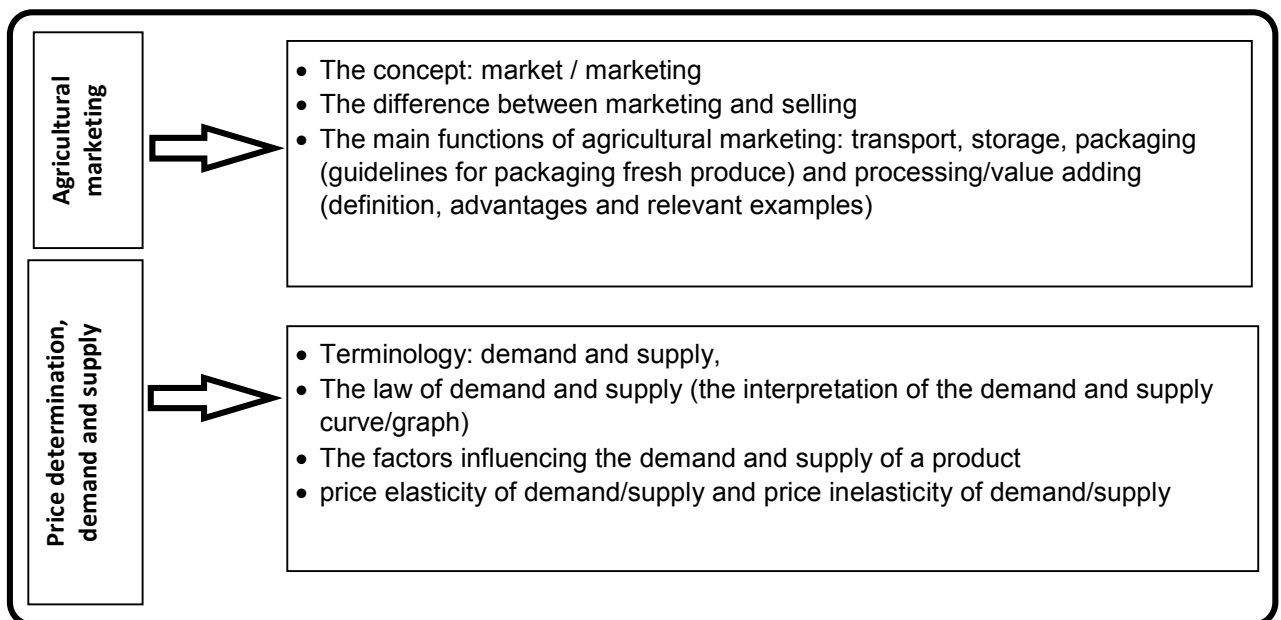 Agricultural
marketing
• The concept: market / marketing
• The difference between marketing and selling
• The main functions of agricultural marketing: transport, storage, packaging
(guidelines for packaging fresh produce) and processing/value adding
(definition, advantages and relevant examples)
Price determination,
demand and supply
• Terminology: demand and supply,
• The law of demand and supply (the interpretation of the demand and supply
curve/graph)
• The factors influencing the demand and supply of a product
• price elasticity of demand/supply and price inelasticity of demand/supply